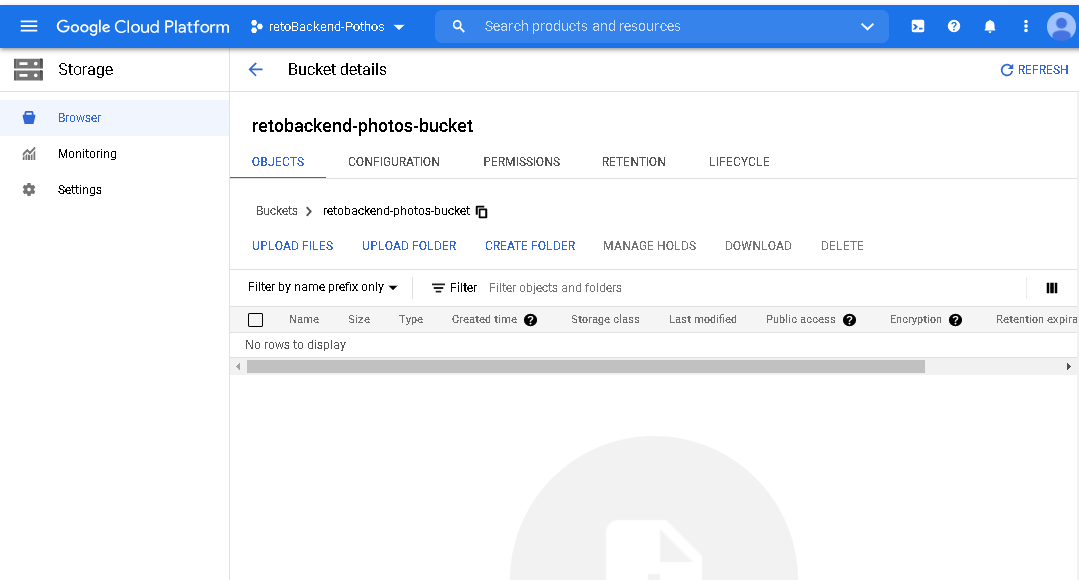 Google Cloud Platform retoBackend-Pothos Search products and resources
Storage Bucket details REFRESH
Browser
Monitoring
Settings
retobackend-photos-bucket
OBJECTS CONFIGURATION PERMISSIONS RETENTION LIFECYCLE
Buckets retobackend-photos-bucket
UPLOAD FILES UPLOAD FOLDER CREATE FOLDER MANAGE HOLDS DOWNLOAD DELETE
Filter by name prefix only Filter Filter objects and folders
Name Size Type Created time Storage class Last modified Public access Encryption Retention expira
No rows to display